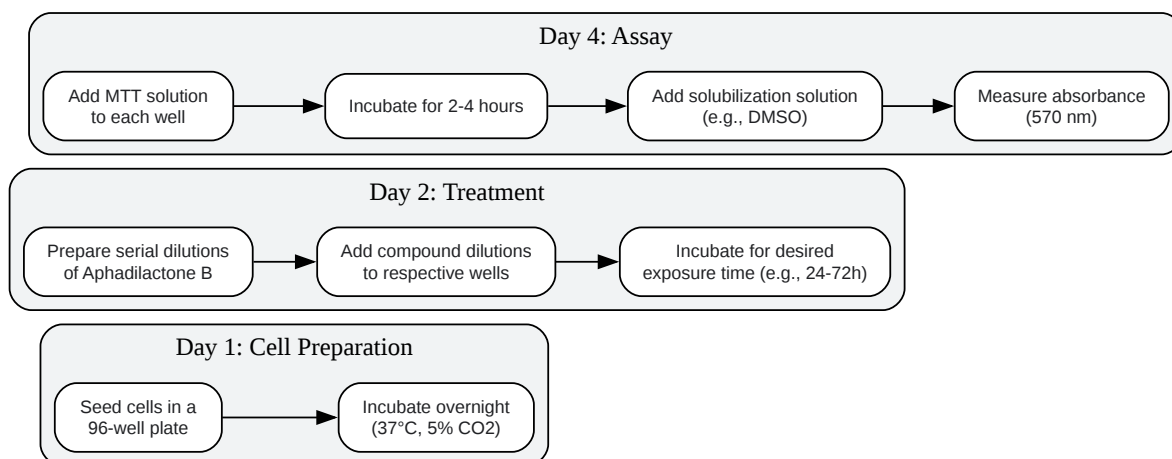 Day 4: Assay
Add MTT solution
to each well
Incubate for 2-4 hours
Add solubilization solution
(e.g., DMSO)
Measure absorbance
(570 nm)
Day 2: Treatment
Prepare serial dilutions
of Aphadilactone B
Add compound dilutions
to respective wells
Incubate for desired
exposure time (e.g., 24-72h)
Day 1: Cell Preparation
Seed cells in a
96-well plate
Incubate overnight
(37°C, 5% CO2)